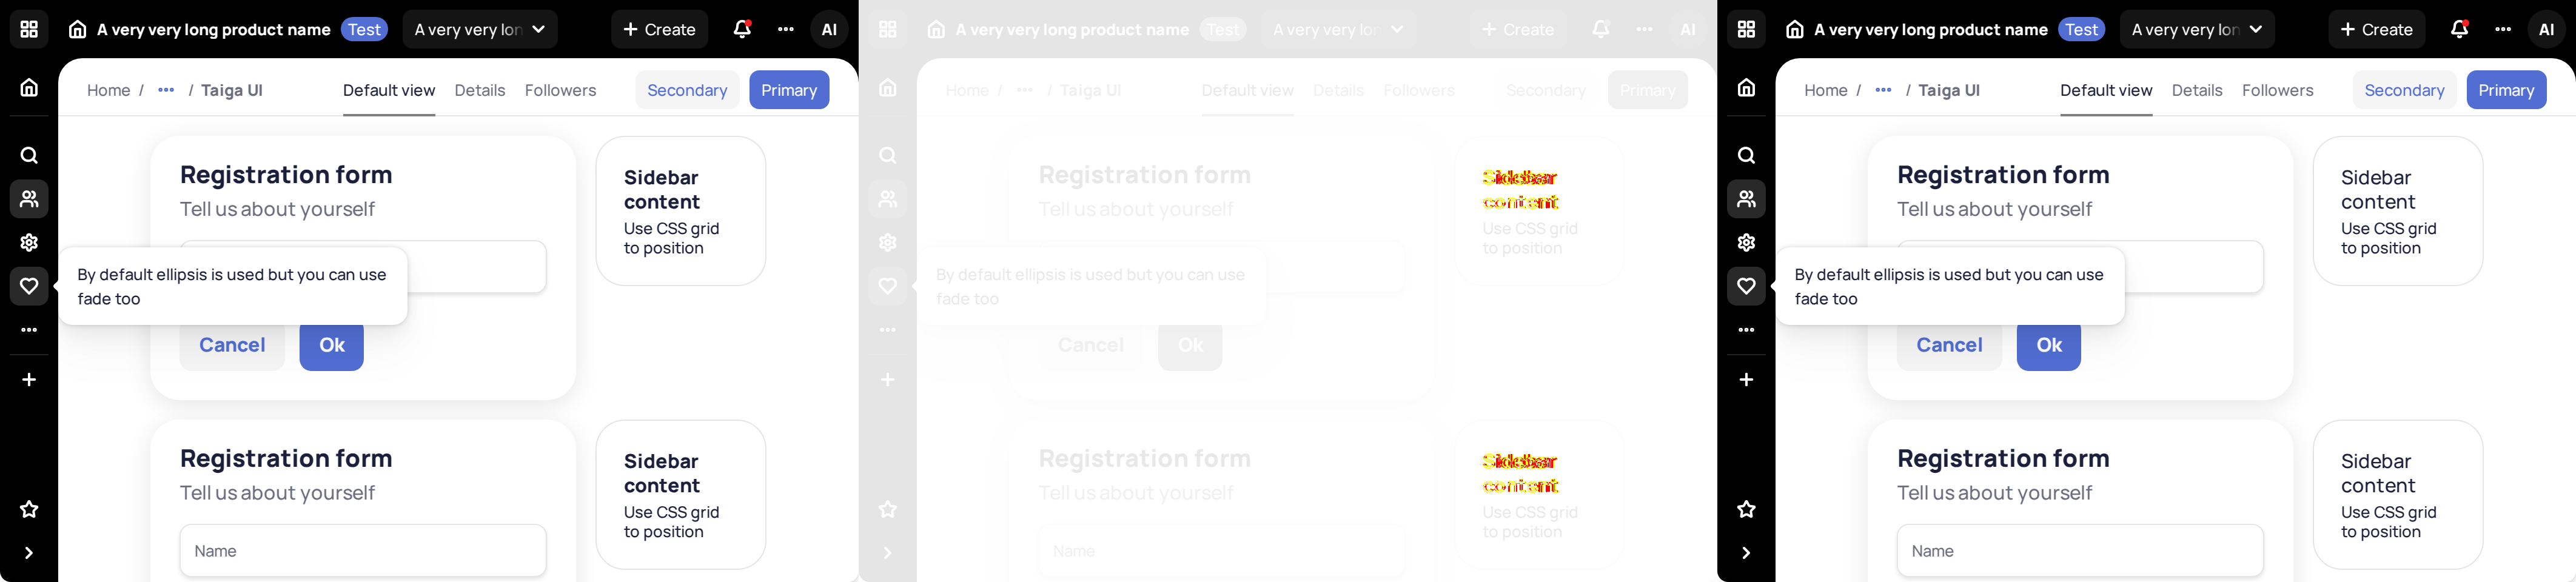 A very very long product name Test A very very lon Create AI
Home / ... / Taiga UI Default view Details Followers Secondary Primary
Registration form
Tell us about yourself
Sidebar
content
Use CSS grid
to position
By default ellipsis is used but you can use
fade too
Cancel Ok
Registration form
Tell us about yourself
Name
Sidebar
content
Use CSS grid
to position
A very very long product name Test A very very lon Create AI
Home / ... / Taiga UI Default view Details Followers Secondary Primary
Registration form
Tell us about yourself
Sidebar
content
Use CSS grid
to position
By default ellipsis is used but you can use
fade too
Cancel Ok
Registration form
Tell us about yourself
Name
Sidebar
content
Use CSS grid
to position
A very very long product name Test A very very lon Create AI
Home / ... / Taiga UI Default view Details Followers Secondary Primary
Registration form
Tell us about yourself
Sidebar
content
Use CSS grid
to position
By default ellipsis is used but you can use
fade too
Cancel Ok
Registration form
Tell us about yourself
Name
Sidebar
content
Use CSS grid
to position